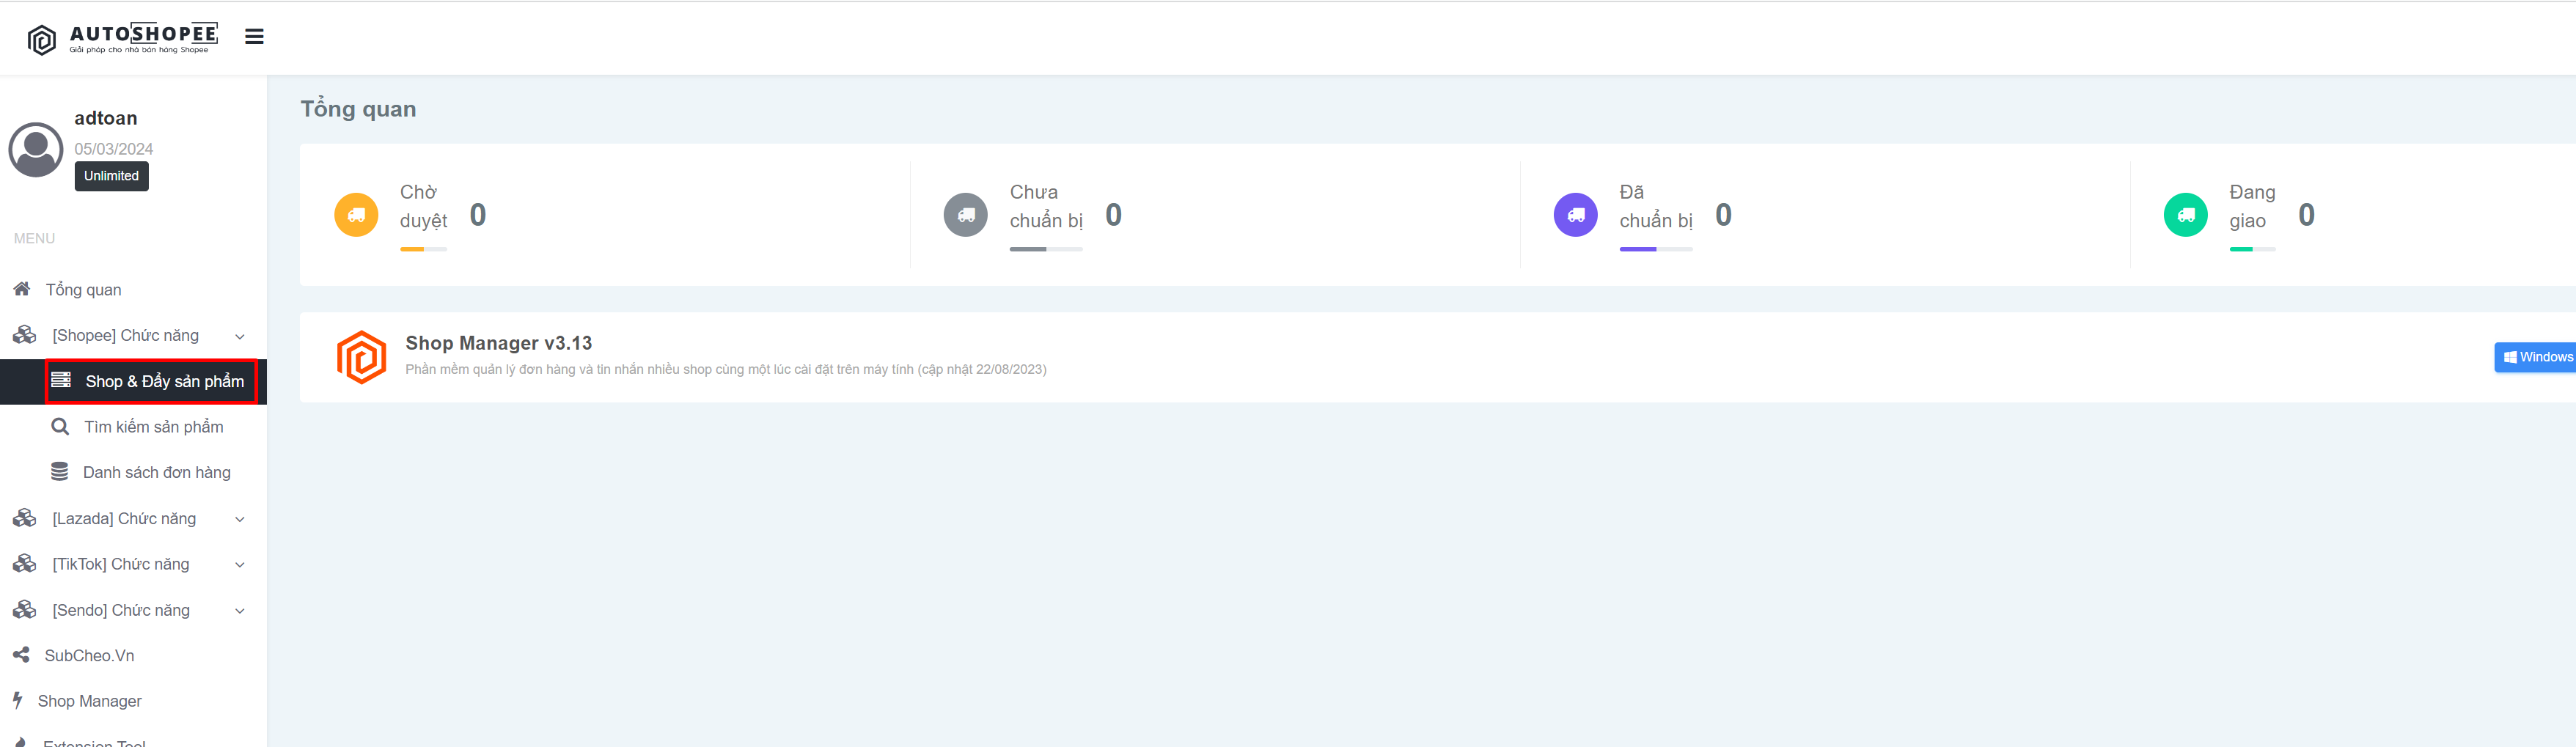 AUTOSHOPEE
Giải pháp cho nhà bán hàng Shopee
adtoan
05/03/2024
Unlimited
MENU
Tổng quan
[Shopee] Chức năng
Shop & Đẩy sản phẩm
Tìm kiếm sản phẩm
Danh sách đơn hàng
[Lazada] Chức năng
[TikTok] Chức năng
[Sendo] Chức năng
SubCheo.Vn
Shop Manager
Extension Tool
Tổng quan
Chờ
duyệt
0
Chưa
chuẩn bị
0
Đã
chuẩn bị
0
Đang
giao
0
Shop Manager v3.13
Phần mềm quản lý đơn hàng và tin nhắn nhiều shop cùng một lúc cài đặt trên máy tính (cập nhật 22/08/2023)
Windows